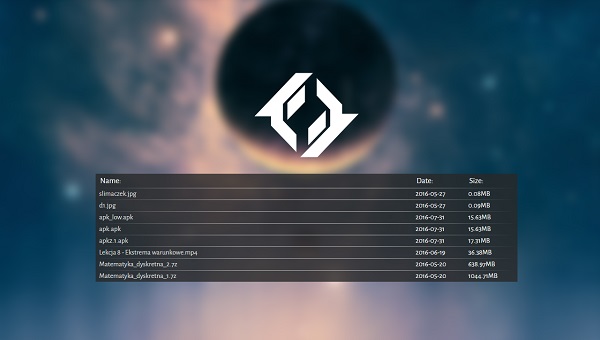 Name: Date: Size:
slimaczek.jpg 2016-05-27 0.08MB
d1.jpg 2016-05-27 0.09MB
apk_low.apk 2016-07-31 15.63MB
apk.apk 2016-07-31 15.63MB
apk2.1.apk 2016-07-31 17.31MB
Lekcja 8 - Ekstrema warunkowe.mp4 2016-06-19 36.38MB
Matematyka_dyskretna_2.7z 2016-05-20 638.97MB
Matematyka_dyskretna_1.7z 2016-05-20 1044.71MB